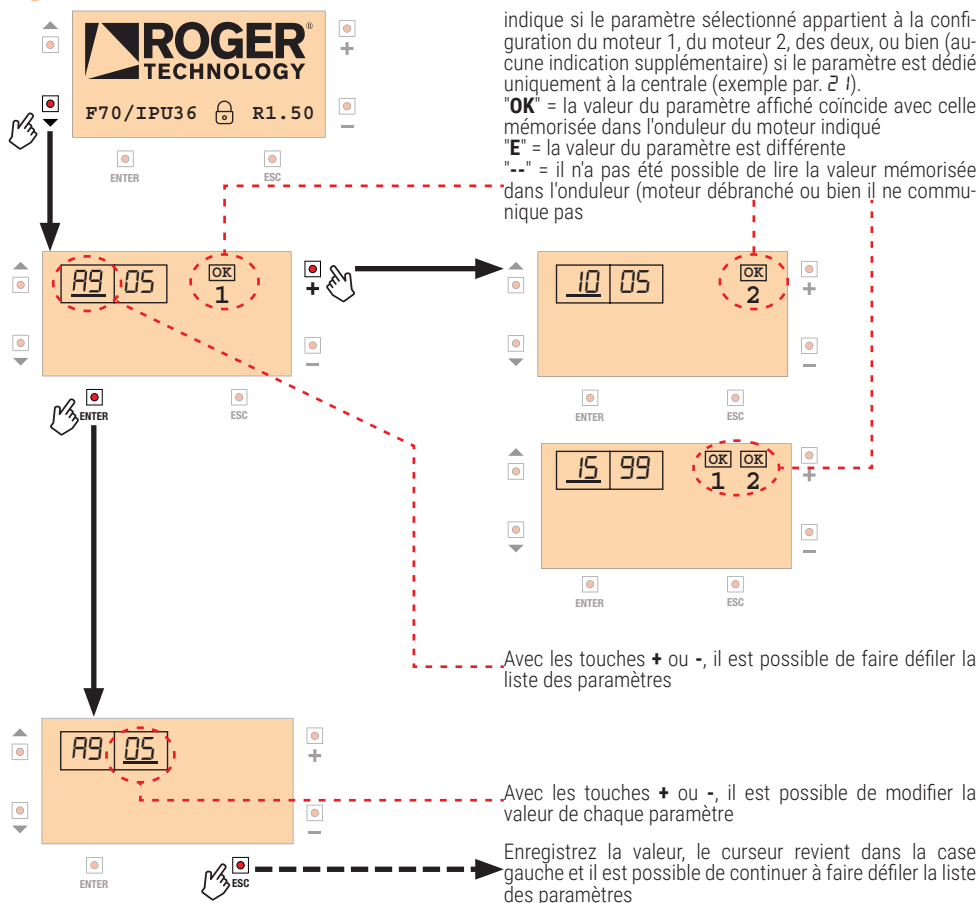 indique si le paramètre sélectionné appartient à la confi-
guration du moteur 1, du moteur 2, des deux, ou bien (au-
cune indication supplémentaire) si le paramètre est dédié
uniquement à la centrale (exemple par. 21).
"OK" = la valeur du paramètre affiché coïncide avec celle
mémorisée dans l'onduleur du moteur indiqué
"E" = la valeur du paramètre est différente
"--" = il n'a pas été possible de lire la valeur mémorisée
dans l'onduleur (moteur débranché ou bien il ne commu-
nique pas
ROGER®
TECHNOLOGY
F70/IPU36 R1.50
+
−
ENTER ESC
A9 05 OK
1
+
−
ENTER ESC
10 05 OK
2
+
−
ENTER ESC
15 99 OK OK
1 2
+
−
ENTER ESC
Avec les touches + ou -, il est possible de faire défiler la
liste des paramètres
A9 05
+
−
ENTER ESC
Avec les touches + ou -, il est possible de modifier la
valeur de chaque paramètre
Enregistrez la valeur, le curseur revient dans la case
gauche et il est possible de continuer à faire défiler la liste
des paramètres